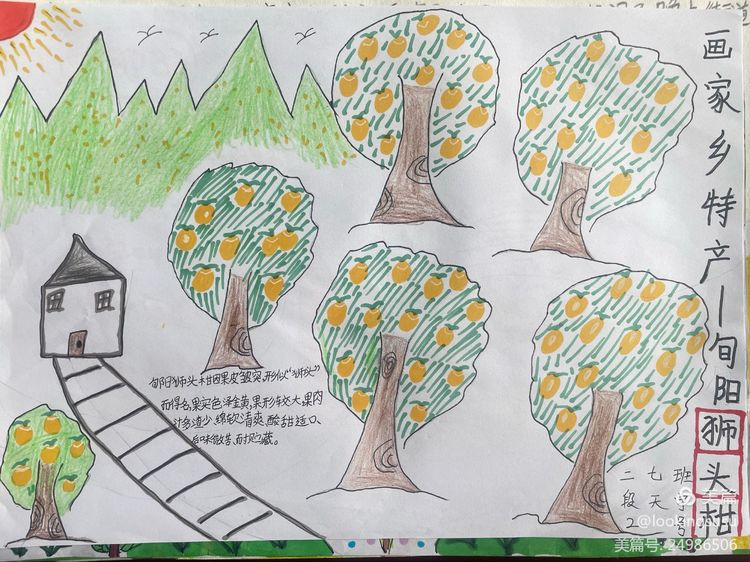 画家乡特产—旬阳狮头柑
旬阳狮头柑因果皮皱突,形似“狮头”
而得名,果实色泽金黄,果形较大,果肉
汁多渣少,绵软清爽,酸甜适口、
后味微苦、而耐贮藏。
二七班
段天
美篇
美篇号: 24986506